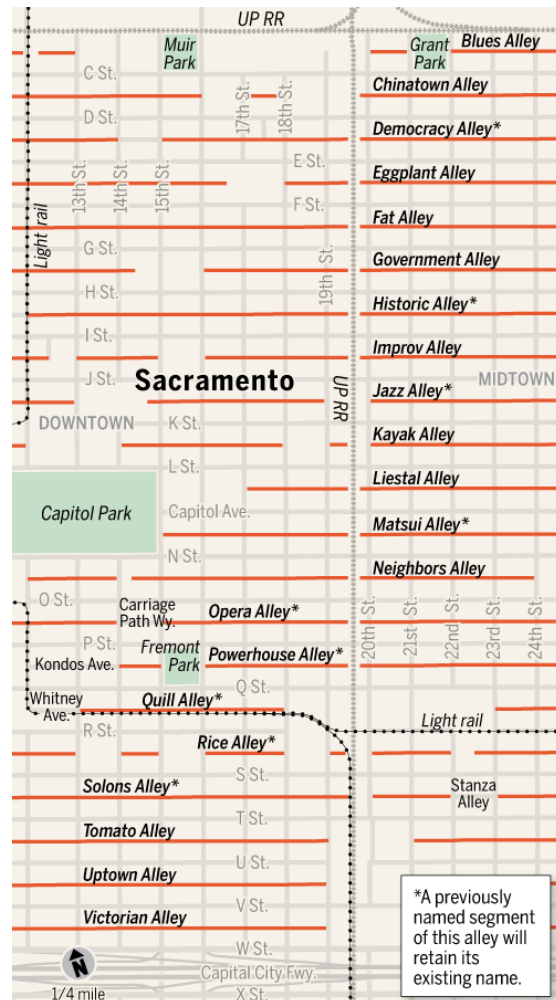 UP RR
Muir
Park
Grant
Park
Blues Alley
C St.
Chinatown Alley
D St.
17th St.
18th St.
Democracy Alley*
E St.
Eggplant Alley
13th St.
14th St.
15th St.
F St.
Fat Alley
Light rail
G St.
Government Alley
19th St.
H St.
Historic Alley*
I St.
Improv Alley
J St.
Sacramento
UP RR
MIDTOWN
Jazz Alley*
DOWNTOWN
K St.
Kayak Alley
L St.
Liestal Alley
Capitol Park
Capitol Ave.
Matsui Alley*
N St.
Neighbors Alley
O St.
Carriage
Path Wy.
Opera Alley*
20th St.
21st St.
22nd St.
23rd St.
24th St.
P St.
Fremont
Park
Kondos Ave.
Powerhouse Alley*
Q St.
Whitney
Ave.
Quill Alley*
Light rail
R St.
Rice Alley*
S St.
Solons Alley*
Stanza
Alley
T St.
Tomato Alley
U St.
Uptown Alley
V St.
Victorian Alley
*A previously
named segment
of this alley will
retain its
existing name.
W St.
N
Capital City Fwy.
1/4 mile
X St.